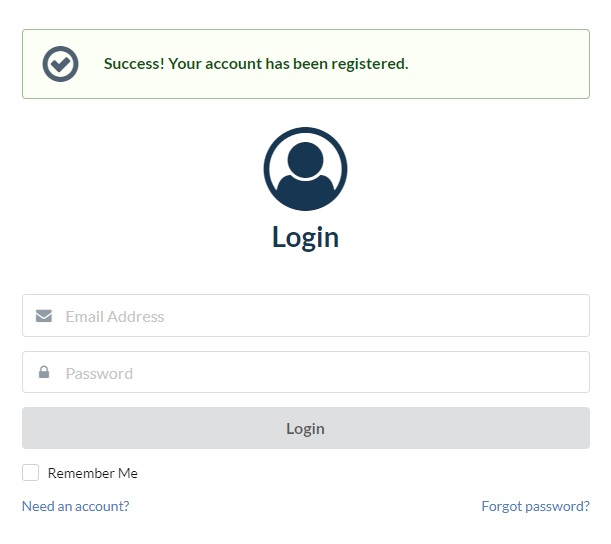 Success! Your account has been registered.
Login
Email Address
Password
Login
Remember Me
Need an account?
Forgot password?